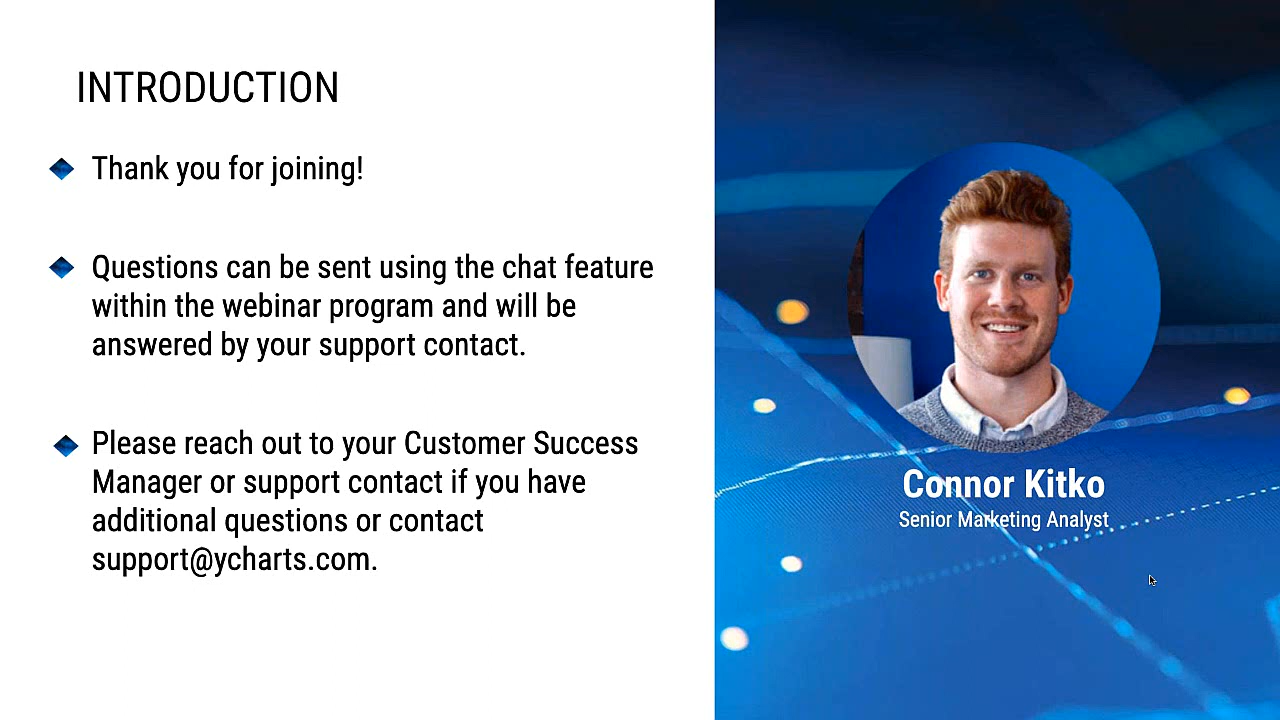 INTRODUCTION
Thank you for joining!
Questions can be sent using the chat feature
within the webinar program and will be
answered by your support contact.
Please reach out to your Customer Success
Manager or support contact if you have
additional questions or contact
support@ycharts.com.
Connor Kitko
Senior Marketing Analyst